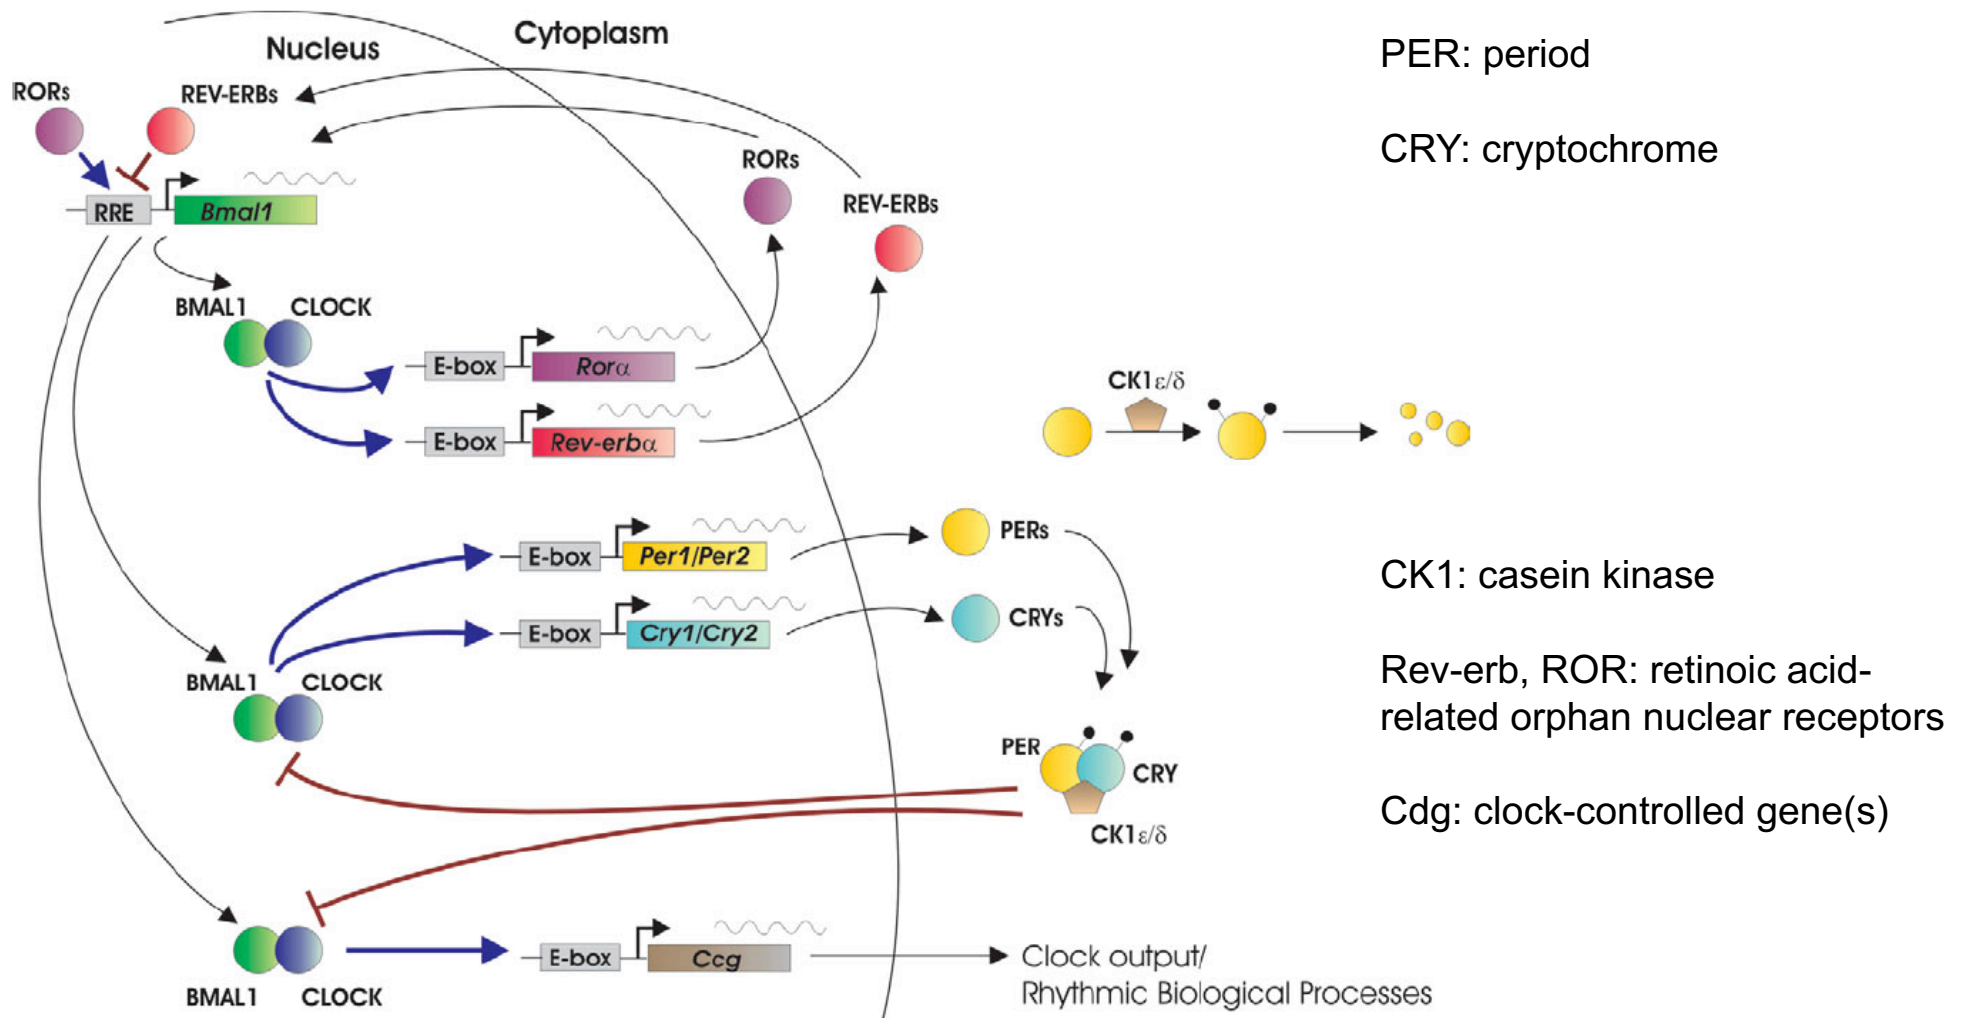 Nucleus
Cytoplasm
RORs
REV-ERBs
RRE
Bmal1
RORs
REV-ERBs
BMAL1 CLOCK
E-box
Rorα
E-box
Rev-erbα
CK1ε/δ
E-box
Per1/Per2
PERs
E-box
Cry1/Cry2
CRYs
BMAL1 CLOCK
PER
CRY
CK1ε/δ
E-box
Ccg
BMAL1 CLOCK
Clock output/
Rhythmic Biological Processes
PER: period
CRY: cryptochrome
CK1: casein kinase
Rev-erb, ROR: retinoic acid-
related orphan nuclear receptors
Cdg: clock-controlled gene(s)